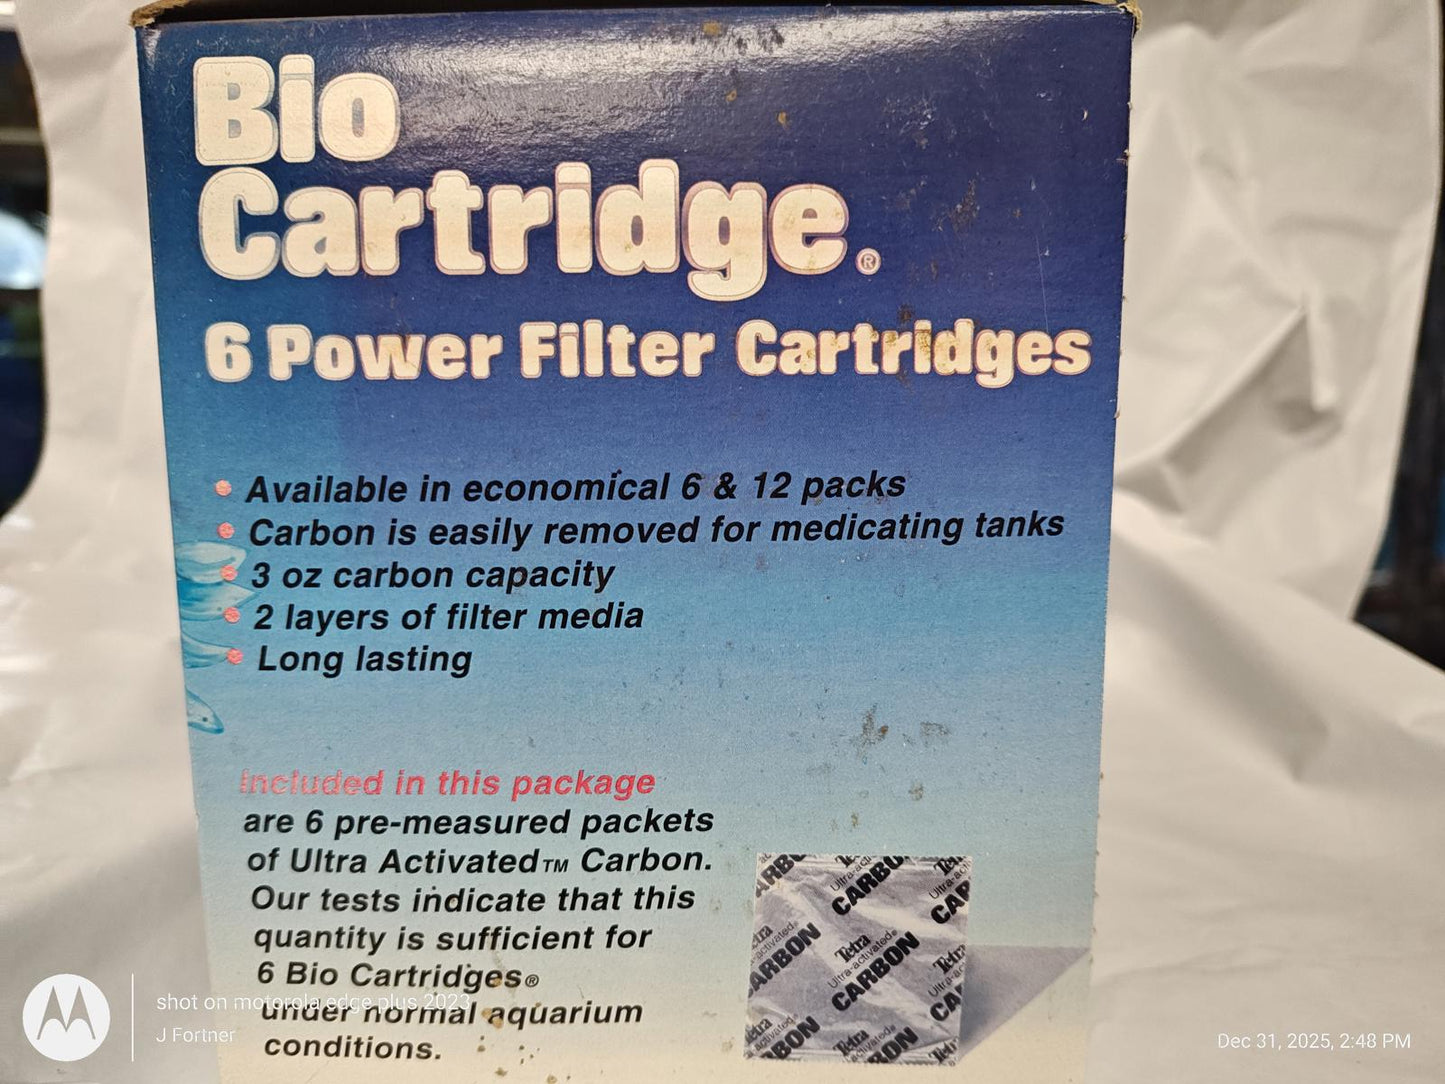 Bio
Cartridge®
6 Power Filter Cartridges
• Available in economical 6 & 12 packs
• Carbon is easily removed for medicating tanks
• 3 oz carbon capacity
• 2 layers of filter media
• Long lasting
Included in this package
are 6 pre-measured packets
of Ultra Activated™ Carbon.
Our tests indicate that this
quantity is sufficient for
6 Bio Cartridges®
under normal aquarium
conditions.
Tetra
Ultra-activated®
CARBON
shot on motorola edge plus 2023
J Fortner
Dec 31, 2025, 2:48 PM